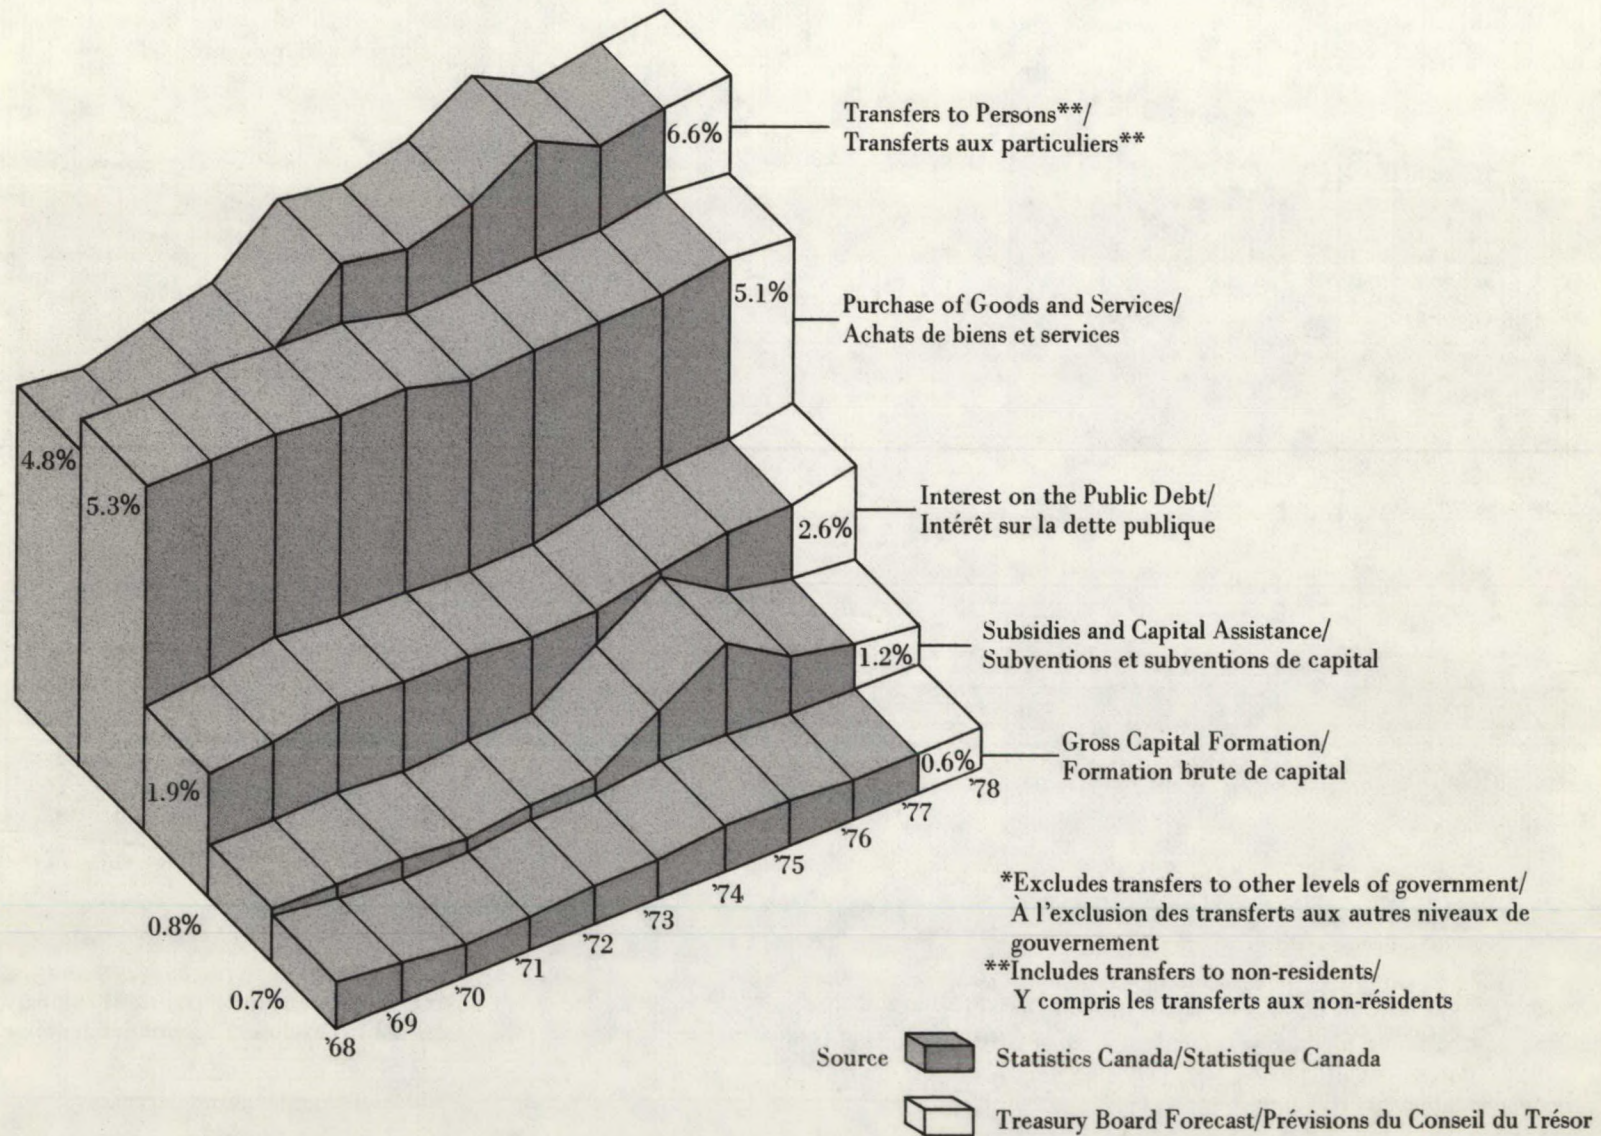 Transfers to Persons**/
Transferts aux particuliers**
6.6%
Purchase of Goods and Services/
Achats de biens et services
5.1%
4.8%
5.3%
Interest on the Public Debt/
Intérêt sur la dette publique
2.6%
Subsidies and Capital Assistance/
Subventions et subventions de capital
1.2%
Gross Capital Formation/
Formation brute de capital
0.6%
1.9%
0.8%
0.7%
'68
'69
'70
'71
'72
'73
'74
'75
'76
'77
'78
*Excludes transfers to other levels of government/
À l'exclusion des transferts aux autres niveaux de
gouvernement
**Includes transfers to non-residents/
Y compris les transferts aux non-résidents
Source
Statistics Canada/Statistique Canada
Treasury Board Forecast/Prévisions du Conseil du Trésor